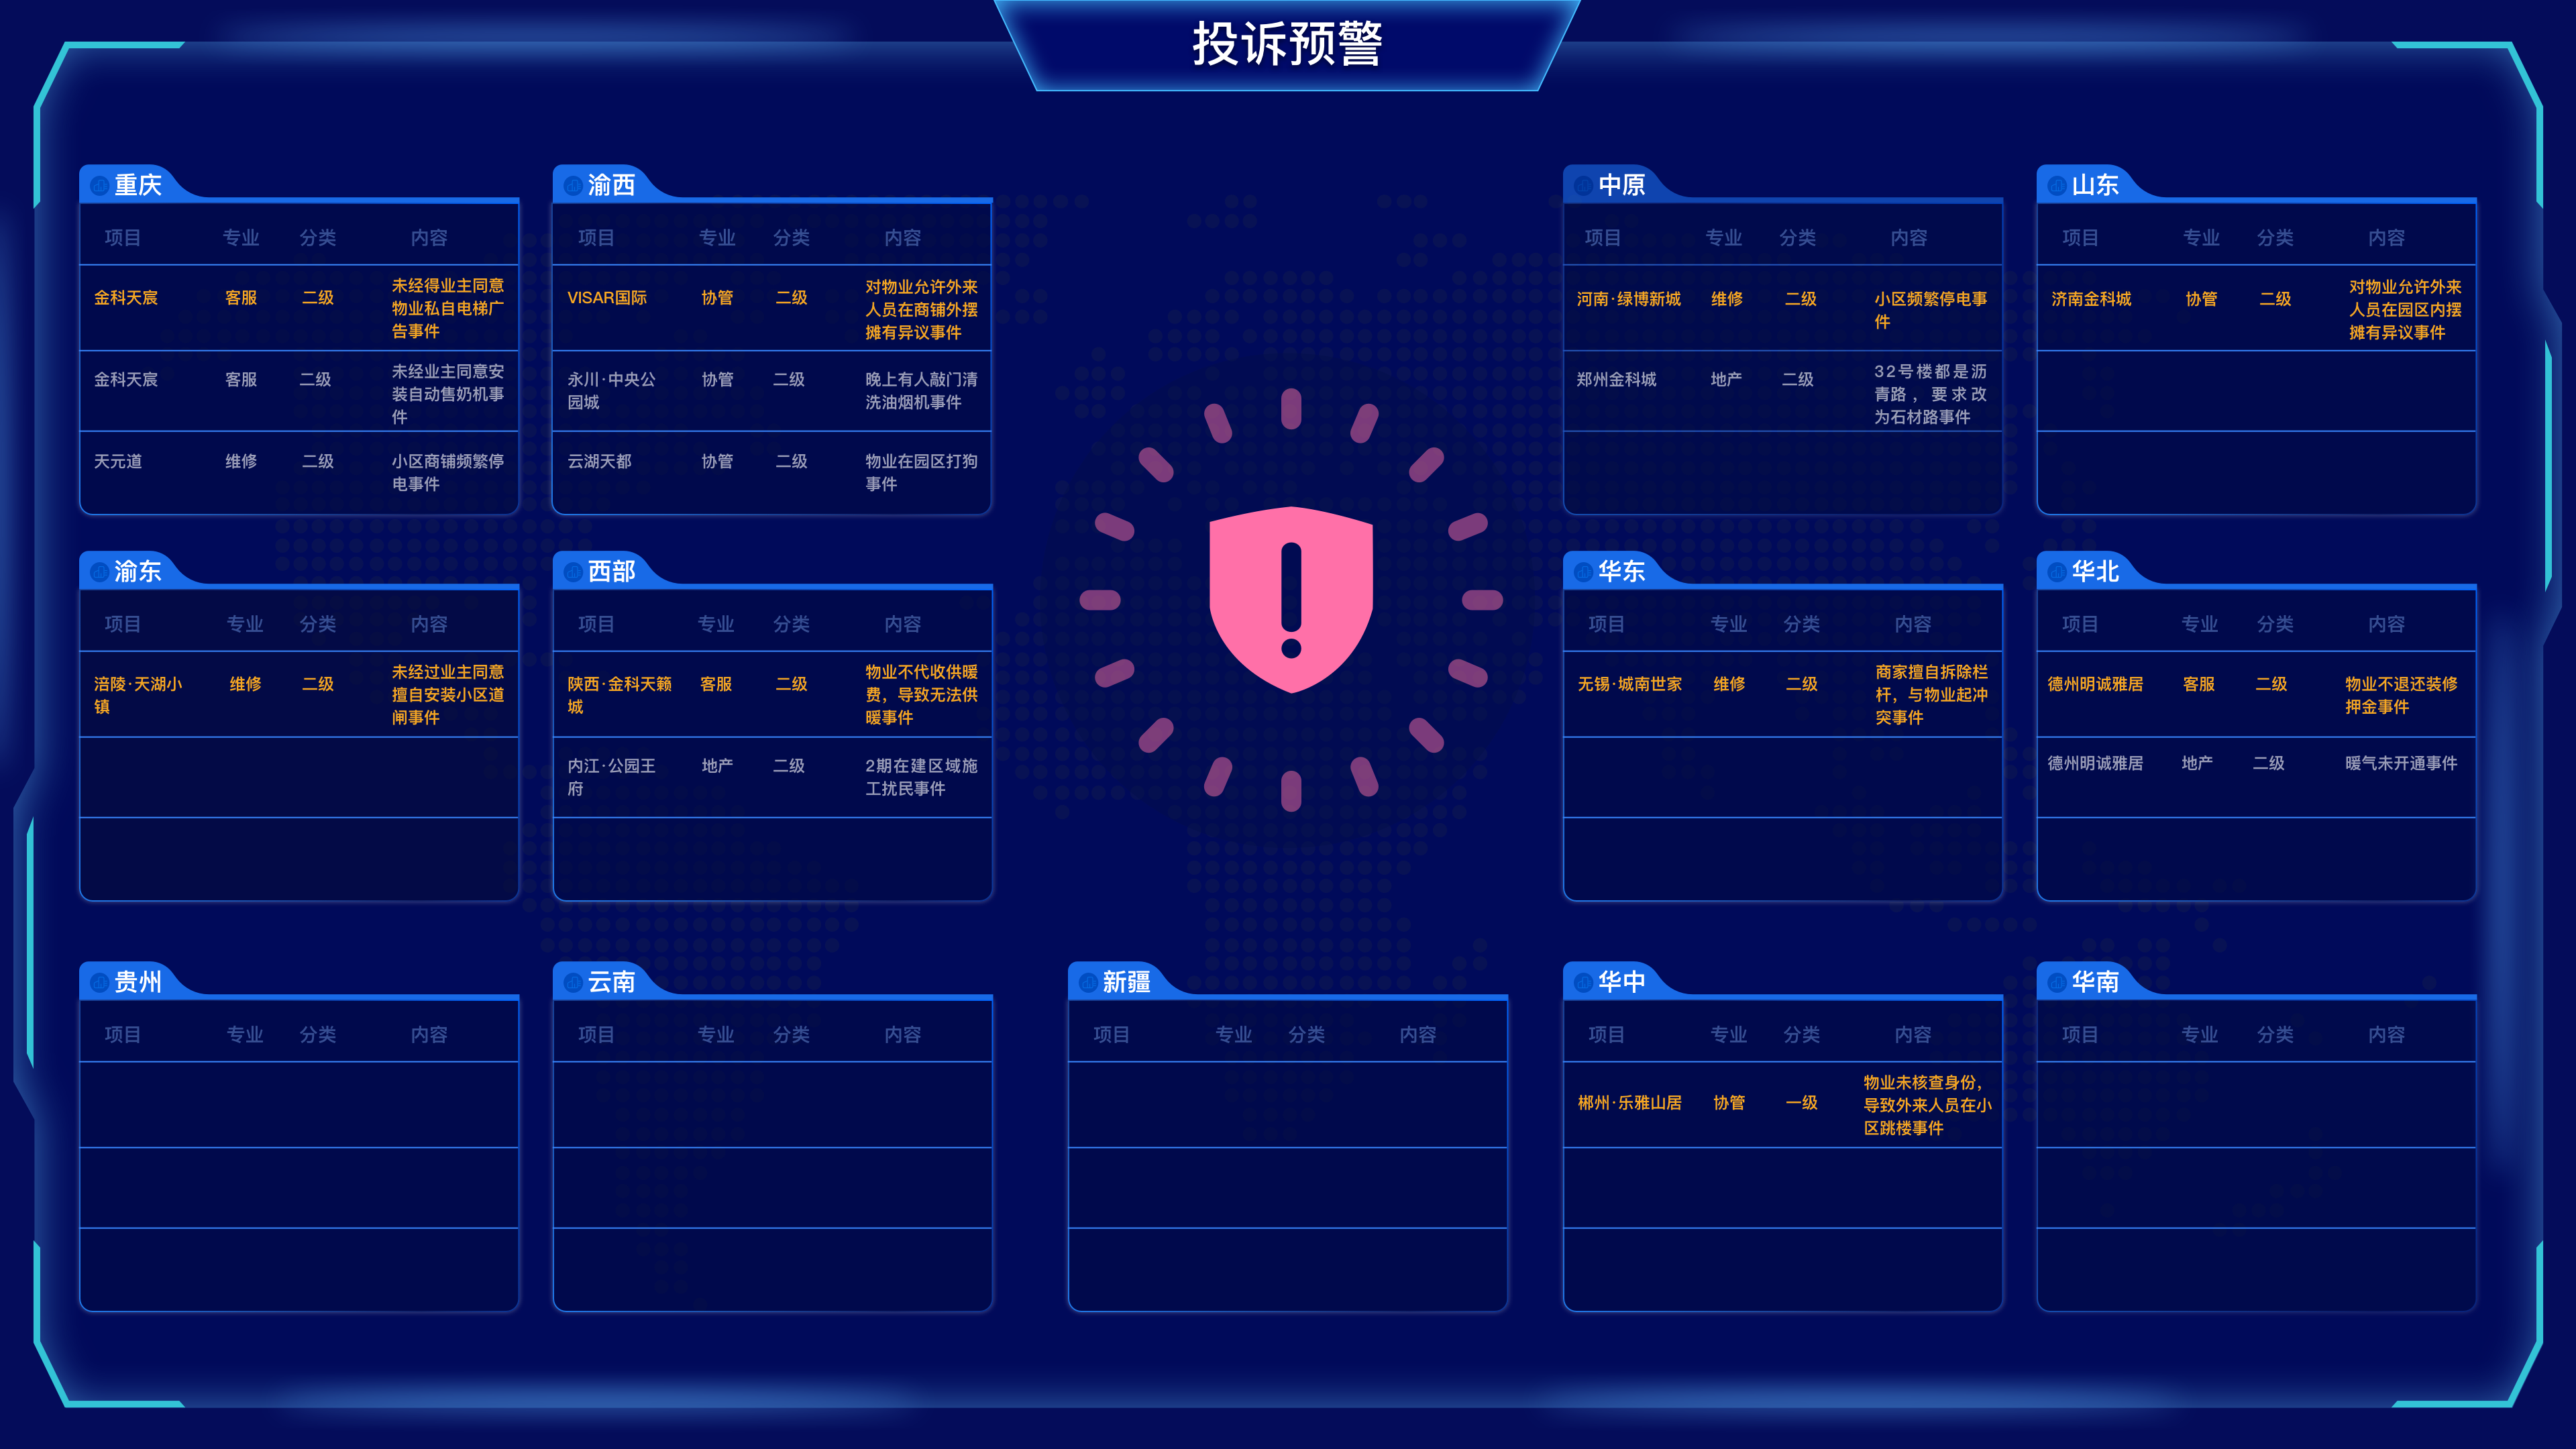 投诉预警
重庆
项目 专业 分类 内容
金科天宸 客服 二级 未经得业主同意
物业私自电梯广
告事件
金科天宸 客服 二级 未经业主同意安
装自动售奶机事
件
天元道 维修 二级 小区商铺频繁停
电事件
渝西
项目 专业 分类 内容
VISAR国际 协管 二级 对物业允许外来
人员在商铺外摆
摊有异议事件
永川·中央公 协管 二级 晚上有人敲门清
园城 洗油烟机事件
云湖天都 协管 二级 物业在园区打狗
事件
中原
项目 专业 分类 内容
河南·绿博新城 维修 二级 小区频繁停电事
件
郑州金科城 地产 二级 32号楼都是沥
青路，要求改
为石材路事件
山东
项目 专业 分类 内容
济南金科城 协管 二级 对物业允许外来
人员在园区内摆
摊有异议事件
渝东
项目 专业 分类 内容
涪陵·天湖小 维修 二级 未经过业主同意
镇 擅自安装小区道
闸事件
西部
项目 专业 分类 内容
陕西·金科天籁 客服 二级 物业不代收供暖
城 费，导致无法供
暖事件
内江·公园王 地产 二级 2期在建区域施
府 工扰民事件
华东
项目 专业 分类 内容
无锡·城南世家 维修 二级 商家擅自拆除栏
杆，与物业起冲
突事件
华北
项目 专业 分类 内容
德州明诚雅居 客服 二级 物业不退还装修
押金事件
德州明诚雅居 地产 二级 暖气未开通事件
贵州
项目 专业 分类 内容
云南
项目 专业 分类 内容
新疆
项目 专业 分类 内容
华中
项目 专业 分类 内容
郴州·乐雅山居 协管 一级 物业未核查身份，
导致外来人员在小
区跳楼事件
华南
项目 专业 分类 内容